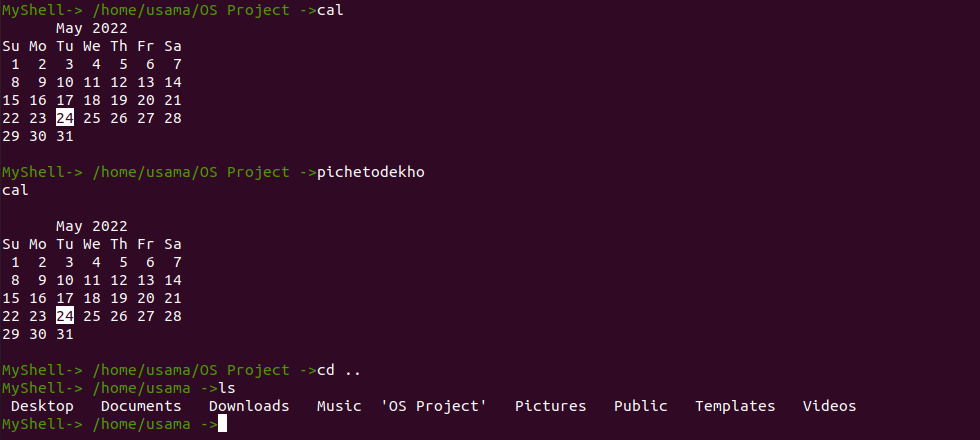 MyShell-> /home/usama/OS Project ->cal
      May 2022
Su Mo Tu We Th Fr Sa
 1  2  3  4  5  6  7
 8  9 10 11 12 13 14
15 16 17 18 19 20 21
22 23 24 25 26 27 28
29 30 31
MyShell-> /home/usama/OS Project ->pichetodekho
cal
      May 2022
Su Mo Tu We Th Fr Sa
 1  2  3  4  5  6  7
 8  9 10 11 12 13 14
15 16 17 18 19 20 21
22 23 24 25 26 27 28
29 30 31
MyShell-> /home/usama/OS Project ->cd ..
MyShell-> /home/usama ->ls
 Desktop   Documents   Downloads   Music  'OS Project'   Pictures   Public   Templates   Videos
MyShell-> /home/usama ->